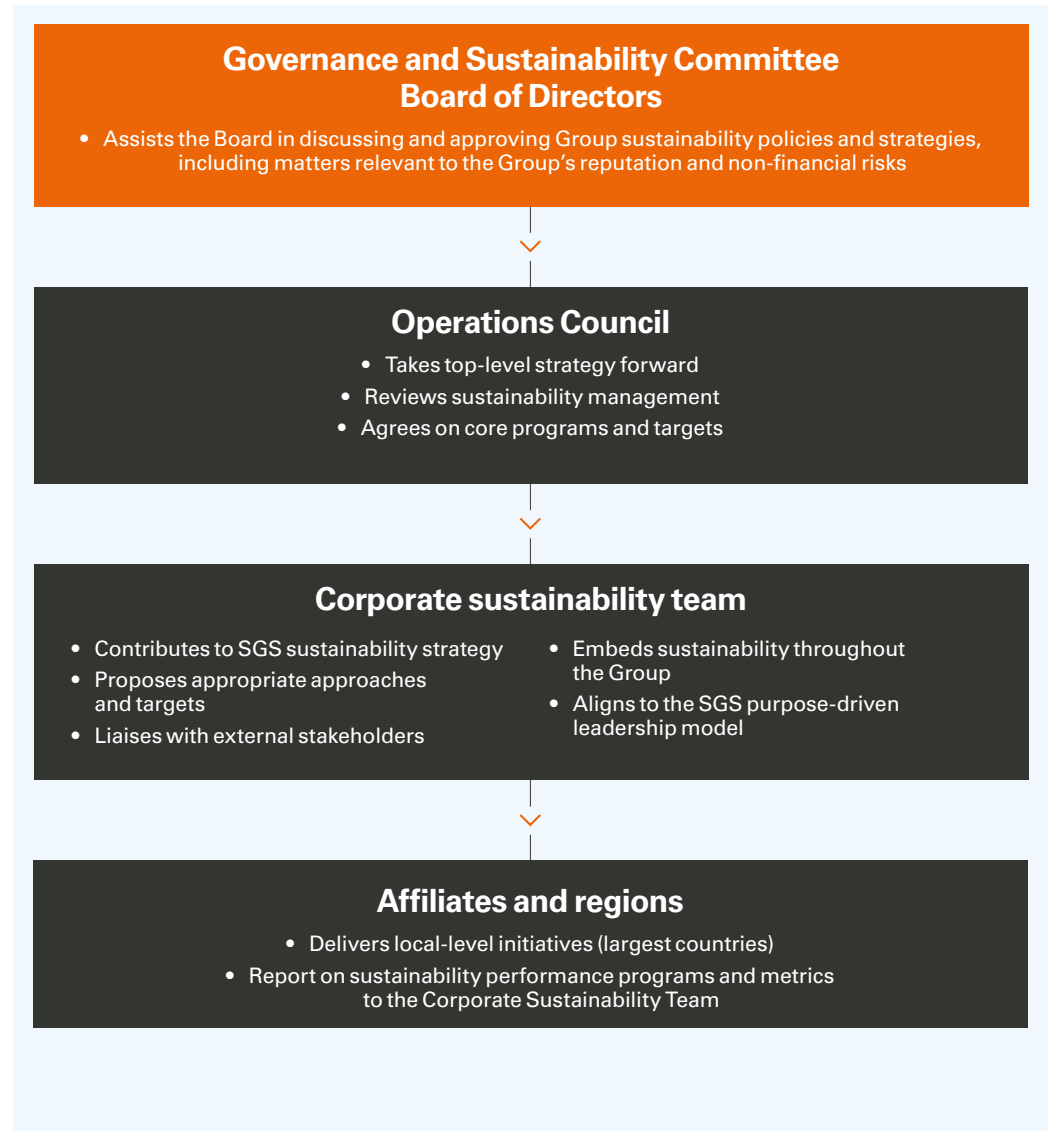 Governance and Sustainability Committee
Board of Directors
• Assists the Board in discussing and approving Group sustainability policies and strategies,
including matters relevant to the Group’s reputation and non-financial risks
Operations Council
• Takes top-level strategy forward
• Reviews sustainability management
• Agrees on core programs and targets
Corporate sustainability team
• Contributes to SGS sustainability strategy
• Proposes appropriate approaches
and targets
• Liaises with external stakeholders
• Embeds sustainability throughout
the Group
• Aligns to the SGS purpose-driven
leadership model
Affiliates and regions
• Delivers local-level initiatives (largest countries)
• Report on sustainability performance programs and metrics
to the Corporate Sustainability Team